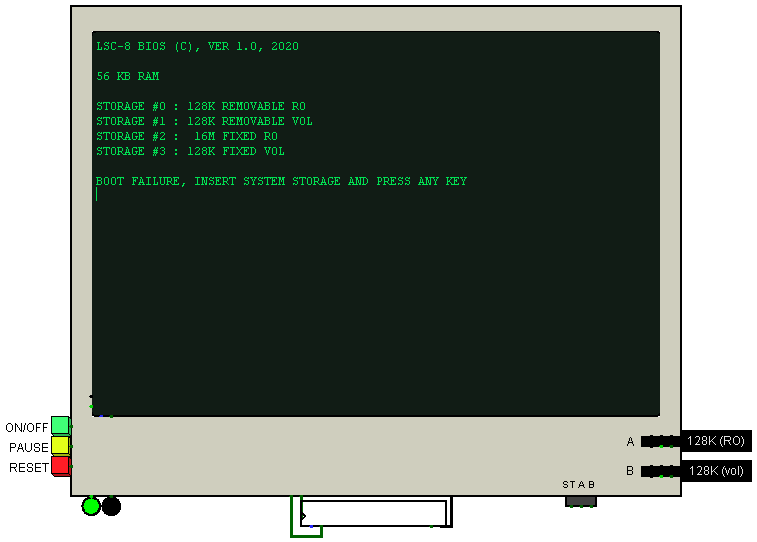 LSC-8 BIOS (C), VER 1.0, 2020
56 KB RAM
STORAGE #0 : 128K REMOVABLE RO
STORAGE #1 : 128K REMOVABLE VOL
STORAGE #2 :  16M FIXED RO
STORAGE #3 : 128K FIXED VOL
BOOT FAILURE, INSERT SYSTEM STORAGE AND PRESS ANY KEY
ON/OFF
PAUSE
RESET
A 128K (RO)
B 128K (vol)
ST A B